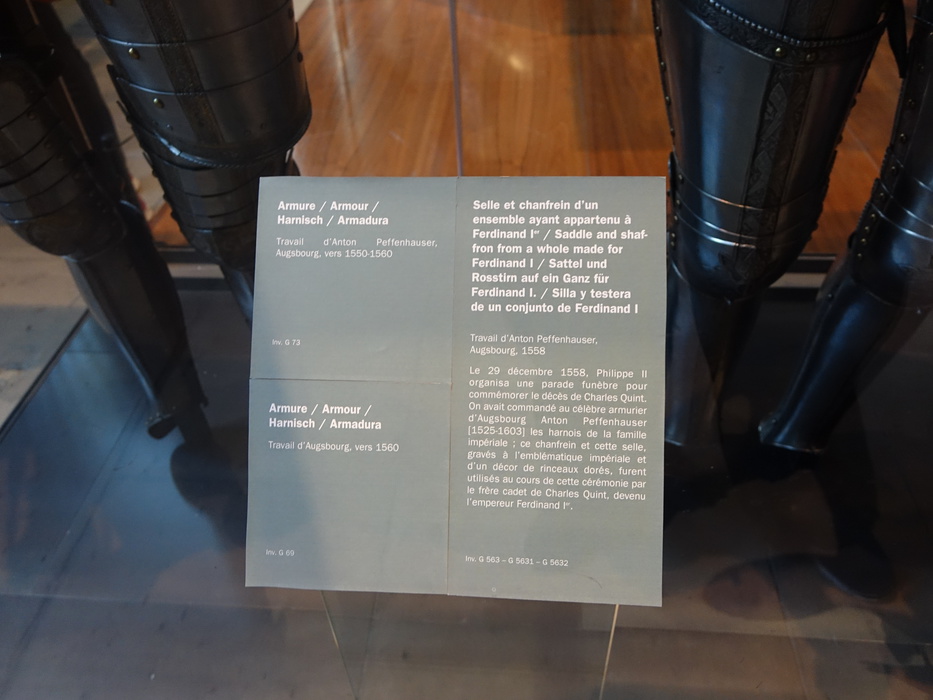 Armure / Armour /
Harnisch / Armadura
Travail d'Anton Peffenhauser,
Augsbourg, vers 1550-1560
Inv. G 73
Armure / Armour /
Harnisch / Armadura
Travail d'Augsbourg, vers 1560
Inv. G 69
Selle et chanfrein d'un
ensemble ayant appartenu à
Ferdinand Iᵉʳ / Saddle and shaf-
fron from a whole made for
Ferdinand I / Sattel und
Rosstirn auf ein Ganz für
Ferdinand I. / Silla y testera
de un conjunto de Ferdinand I
Travail d'Anton Peffenhauser,
Augsbourg, 1558
Le 29 décembre 1558, Philippe II
organisa une parade funèbre pour
commémorer le décès de Charles Quint.
On avait commandé au célèbre armurier
d'Augsbourg Anton Peffenhauser
[1525-1603] les harnois de la famille
impériale ; ce chanfrein et cette selle,
gravés à l'emblématique impériale et
d'un décor de rinceaux dorés, furent
utilisés au cours de cette cérémonie par
le frère cadet de Charles Quint, devenu
l'empereur Ferdinand Iᵉʳ.
Inv. G 563 – G 5631 – G 5632